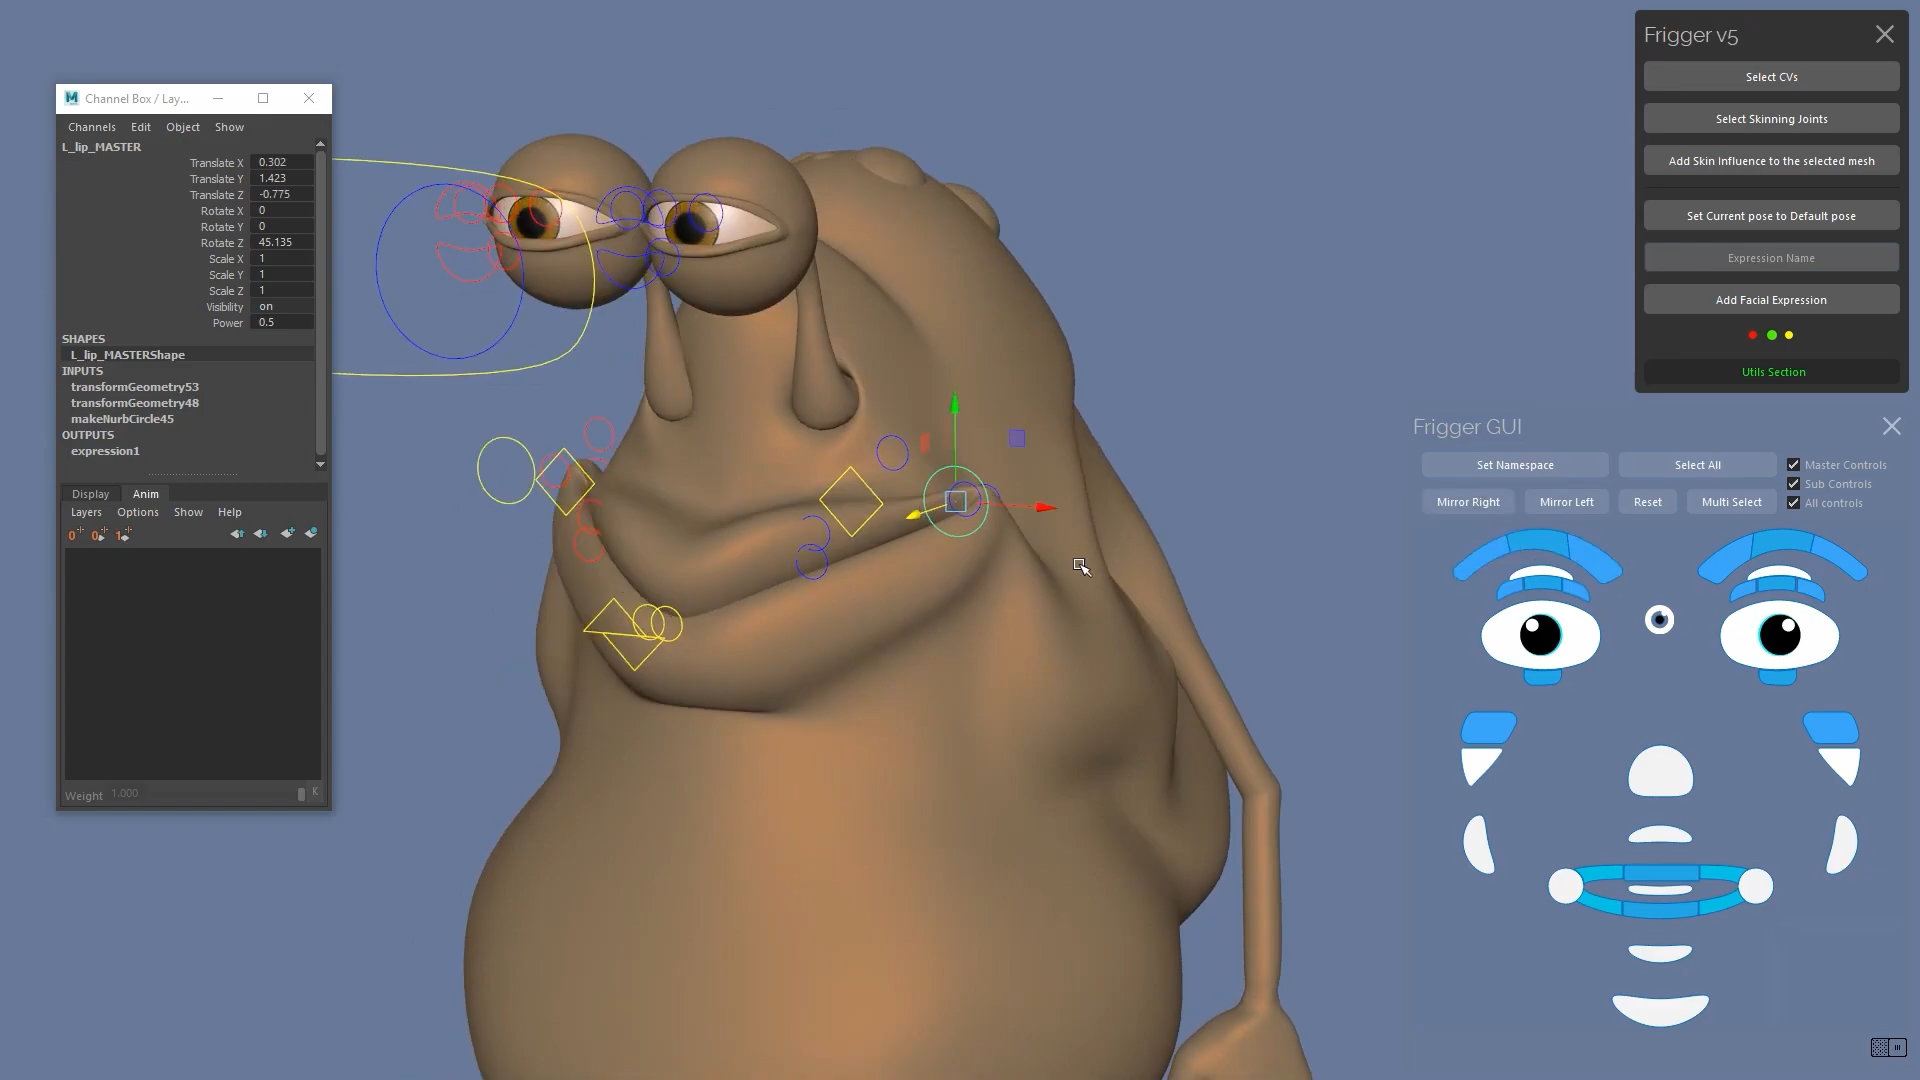 Channel Box / Lay...
Channels Edit Object Show
L_lip_MASTER
Translate X 0.302
Translate Y 1.423
Translate Z -0.775
Rotate X 0
Rotate Y 0
Rotate Z 45.135
Scale X 1
Scale Y 1
Scale Z 1
Visibility on
Power 0.5
SHAPES
L_lip_MASTERShape
INPUTS
transformGeometry53
transformGeometry48
makeNurbCircle45
OUTPUTS
expression1
Display Anim
Layers Options Show Help
Weight 1.000 K
Frigger v5
Select CVs
Select Skinning Joints
Add Skin Influence to the selected mesh
Set Current pose to Default pose
Expression Name
Add Facial Expression
Utils Section
Frigger GUI
Set Namespace Select All Master Controls
Sub Controls
Mirror Right Mirror Left Reset Multi Select All controls